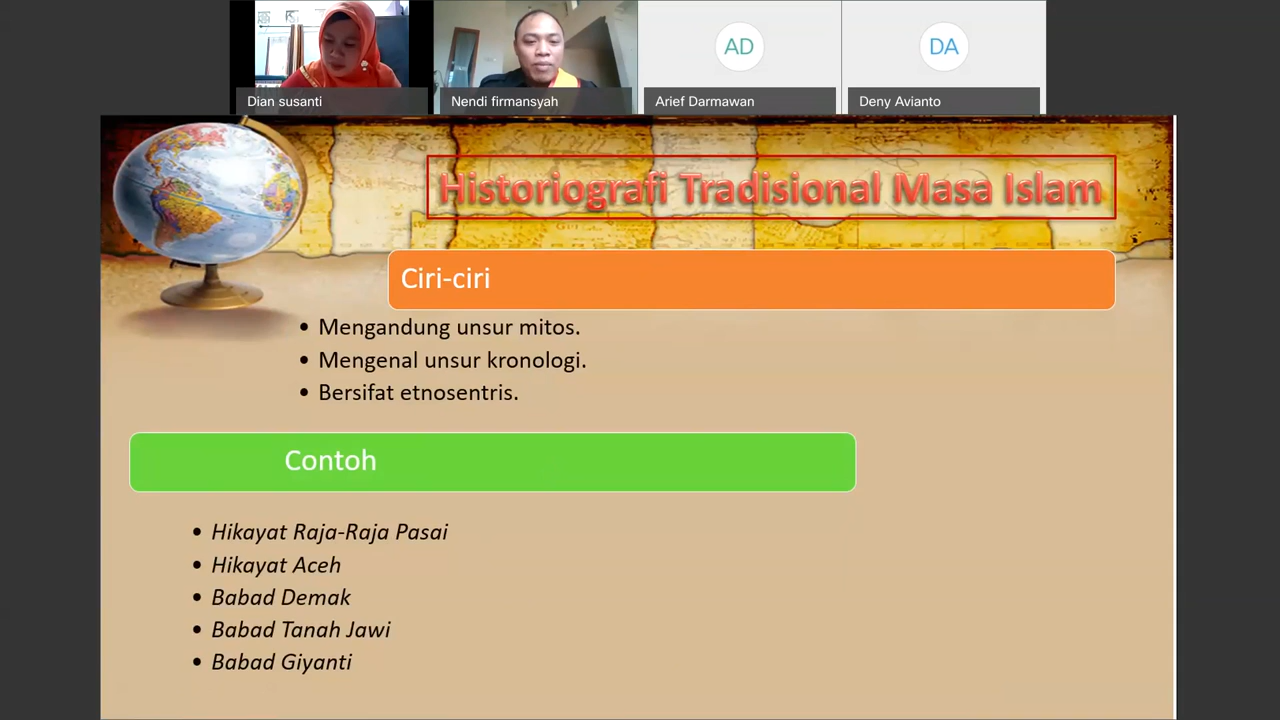 AD
DA
Dian susanti
Nendi firmansyah
Arief Darmawan
Deny Avianto
Historiografi Tradisional Masa Islam
Ciri-ciri
• Mengandung unsur mitos.
• Mengenal unsur kronologi.
• Bersifat etnosentris.
Contoh
• Hikayat Raja-Raja Pasai
• Hikayat Aceh
• Babad Demak
• Babad Tanah Jawi
• Babad Giyanti